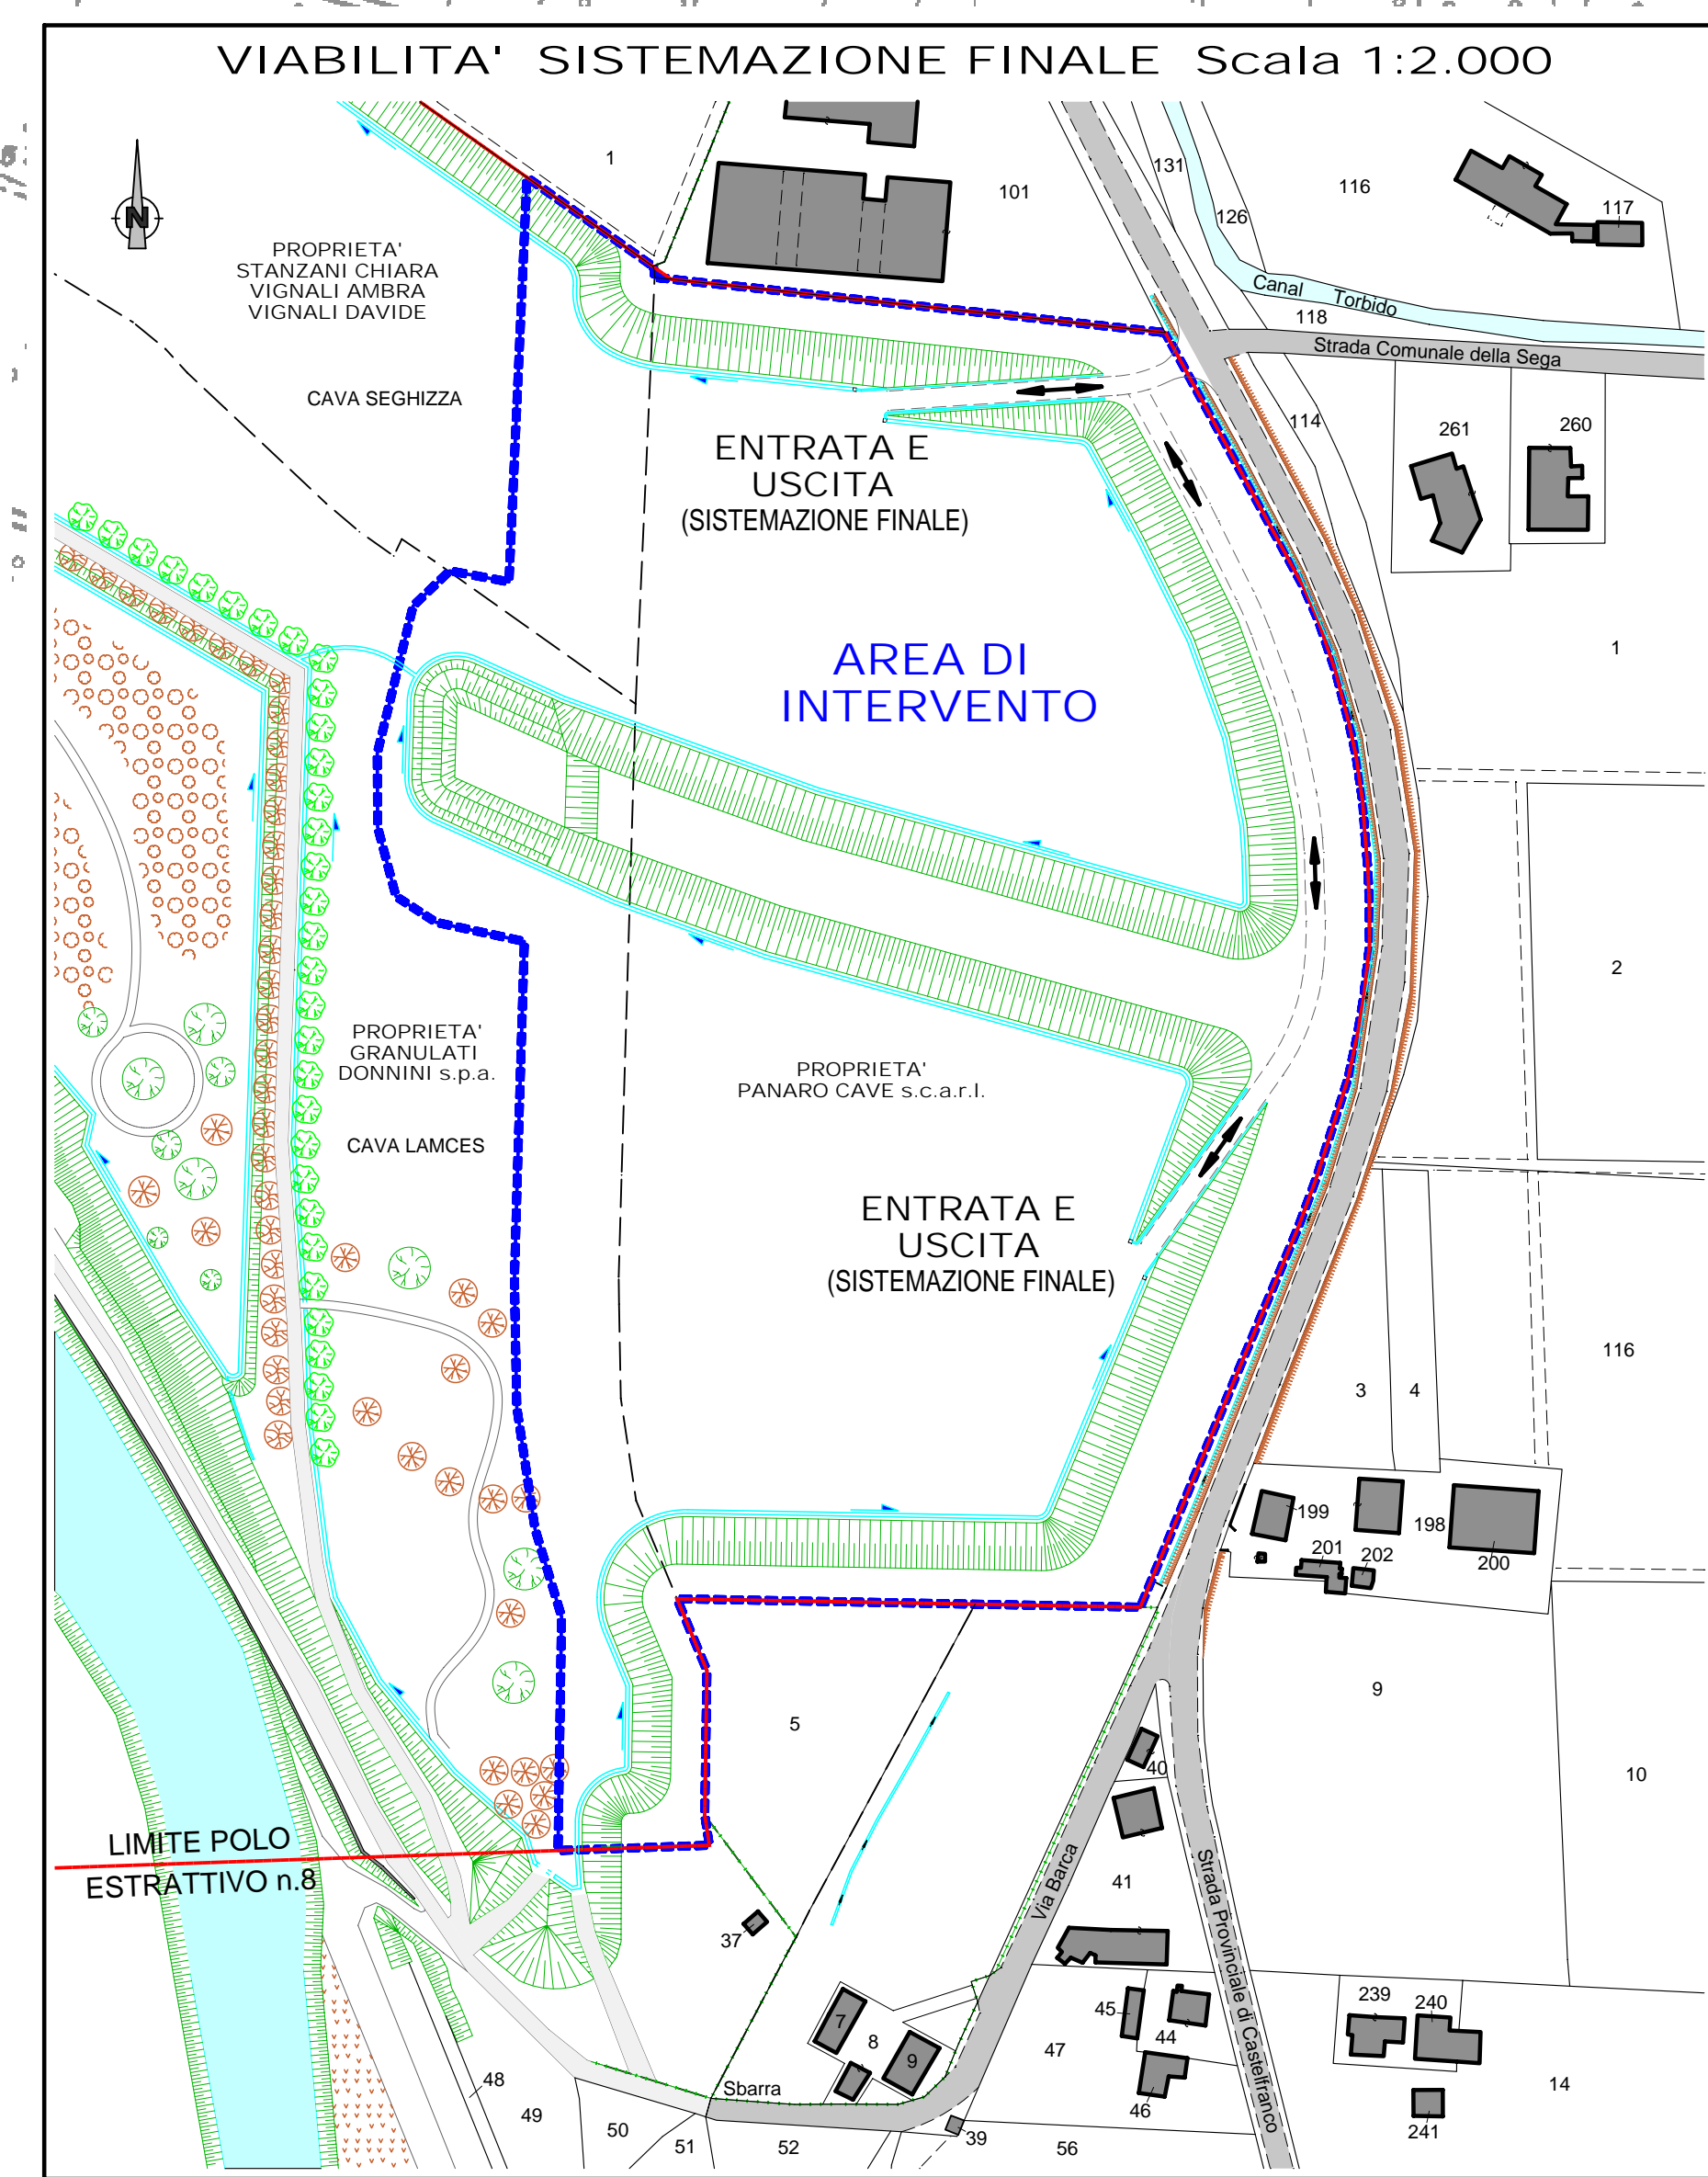 VIABILITA' SISTEMAZIONE FINALE Scala 1:2.000
N
1
101
131
126
116
117
PROPRIETA'
STANZANI CHIARA
VIGNALI AMBRA
VIGNALI DAVIDE
Canal Torbido
118
Strada Comunale della Sega
CAVA SEGHIZZA
114
261
260
ENTRATA E
USCITA
(SISTEMAZIONE FINALE)
AREA DI
INTERVENTO
1
2
PROPRIETA'
GRANULATI
DONNINI s.p.a.
PROPRIETA'
PANARO CAVE s.c.a.r.l.
CAVA LAMCES
ENTRATA E
USCITA
(SISTEMAZIONE FINALE)
116
3
4
199
198
201
202
200
9
5
10
40
LIMITE POLO
ESTRATTIVO n.8
41
Via Barca
Strada Provinciale di Castelfranco
37
239
240
45
44
7
8
9
47
48
Sbarra
46
14
49
50
51
52
39
56
241